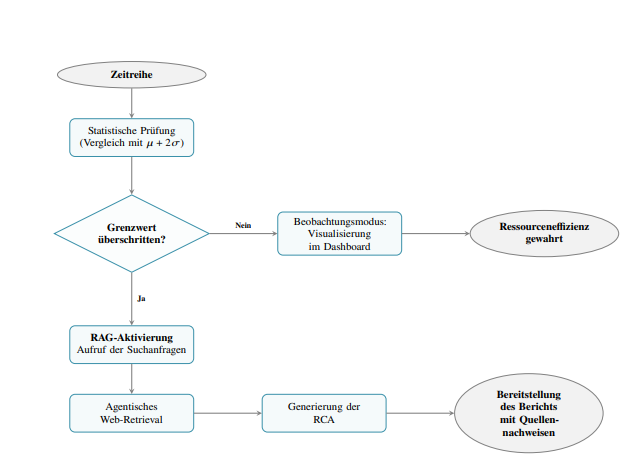 Zeitreihe
Statistische Prüfung
(Vergleich mit μ + 2σ)
Grenzwert
überschritten?
Nein
Beobachtungsmodus:
Visualisierung
im Dashboard
Ressourceneffizienz
gewahrt
Ja
RAG-Aktivierung
Aufruf der Suchanfragen
Agentisches
Web-Retrieval
Generierung der
RCA
Bereitstellung
des Berichts
mit Quellen-
nachweisen